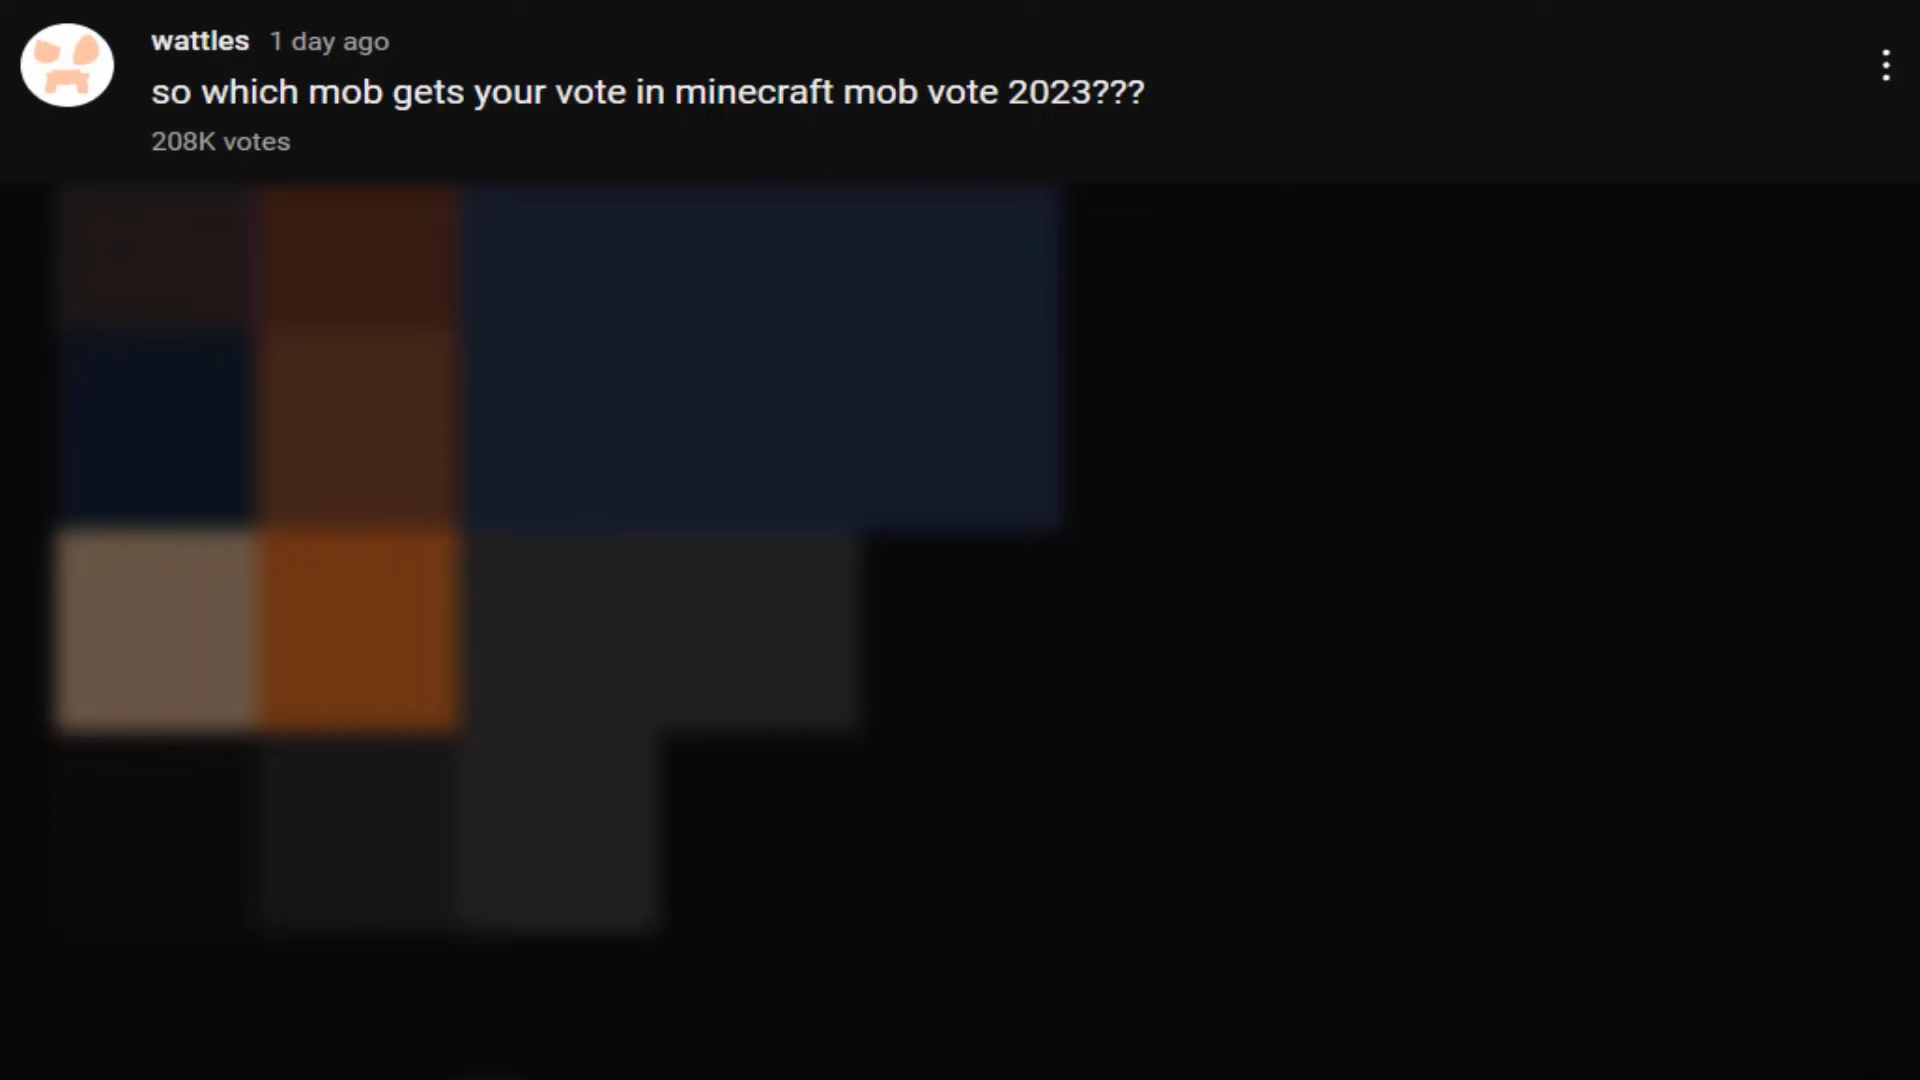 wattles 1 day ago
so which mob gets your vote in minecraft mob vote 2023???
208K votes